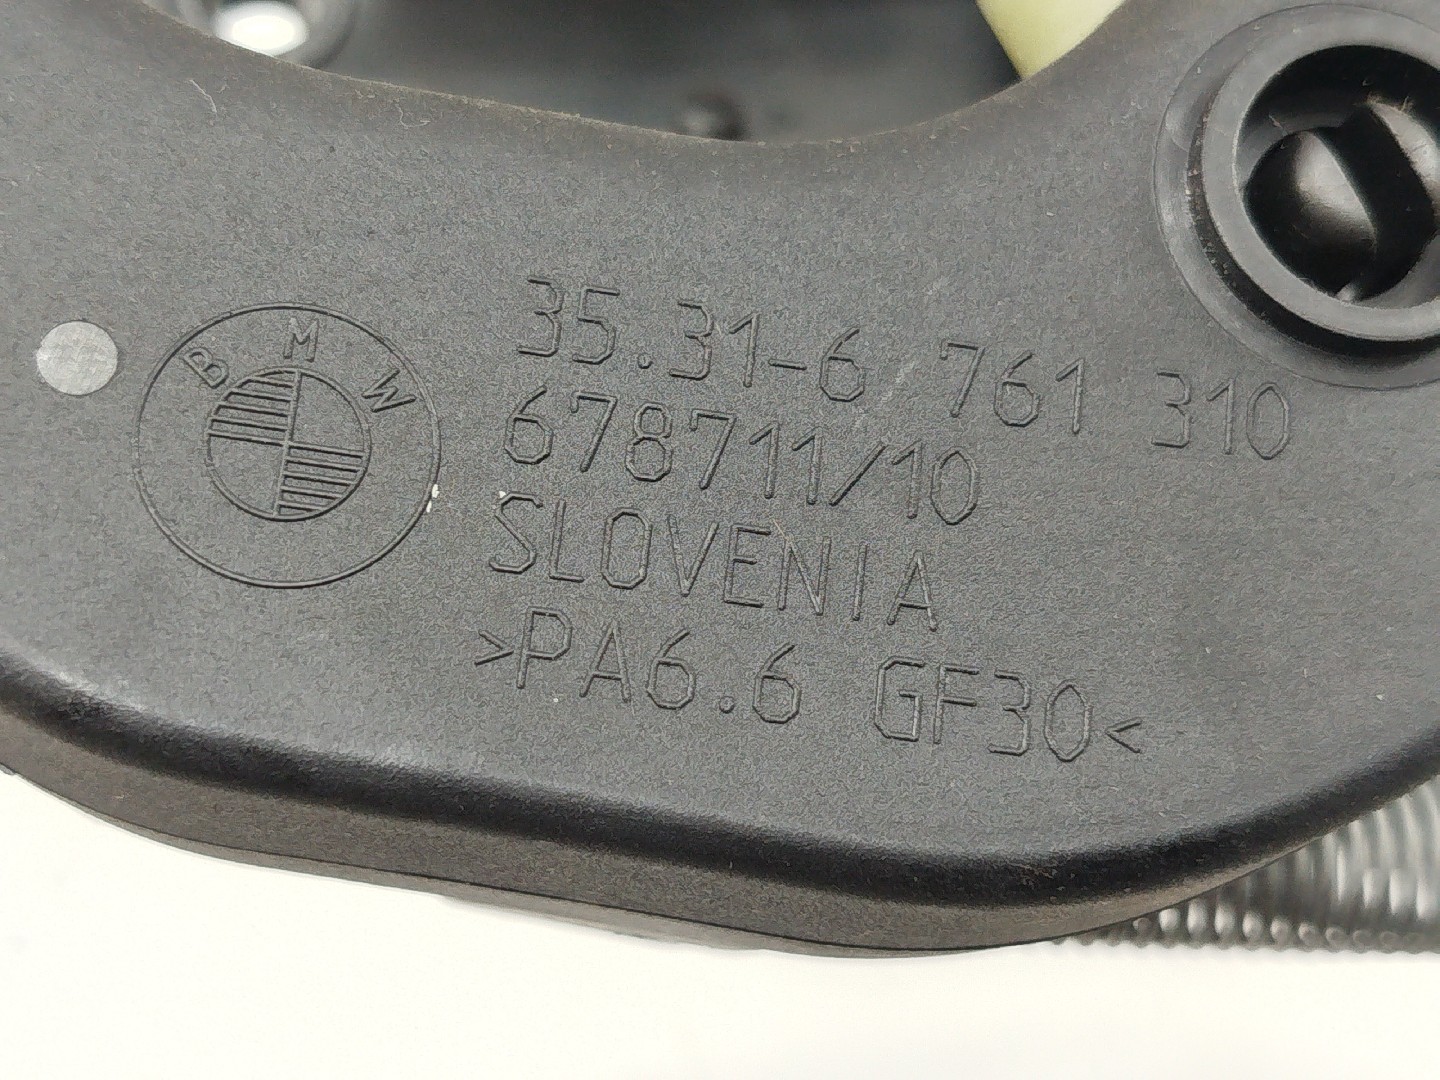 BMW
35.31-6 761 310
678711/10
SLOVENIA
>PA6.6 GF30<